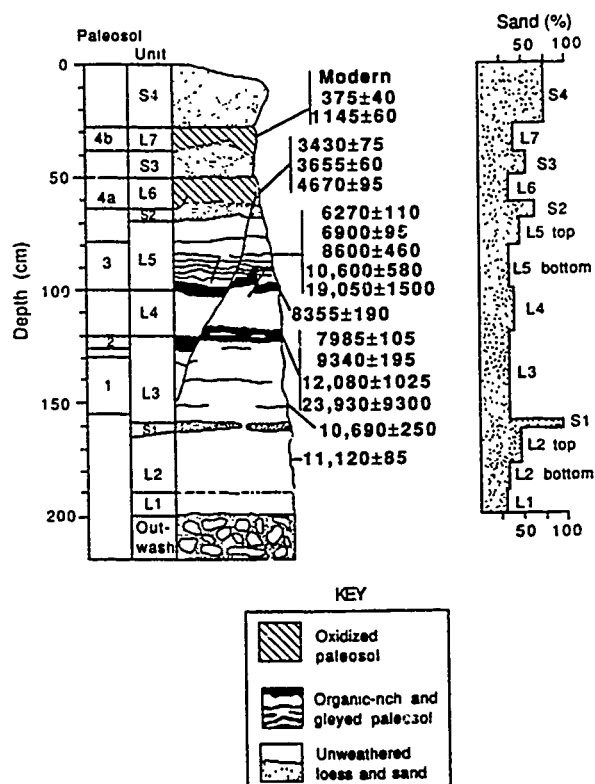 Paleosol
Unit
0
50
100
150
200
Depth (cm)
4b
4a
3
2
1
S4
L7
S3
L6
S2
L5
L4
L3
S1
L2
L1
Out-
wash
Modern
375±40
1145±60
3430±75
3655±60
4670±95
6270±110
6900±95
8600±460
10,600±580
19,050±1500
8355±190
7985±105
9340±195
12,080±1025
23,930±9300
10,690±250
11,120±85
Sand (%)
50 100
S4
L7
S3
L6
S2
L5 top
L5 bottom
L4
L3
S1
L2 top
L2 bottom
L1
50 100
KEY
Oxidized
paleosol
Organic-rich and
gleyed paleosol
Unweathered
loess and sand